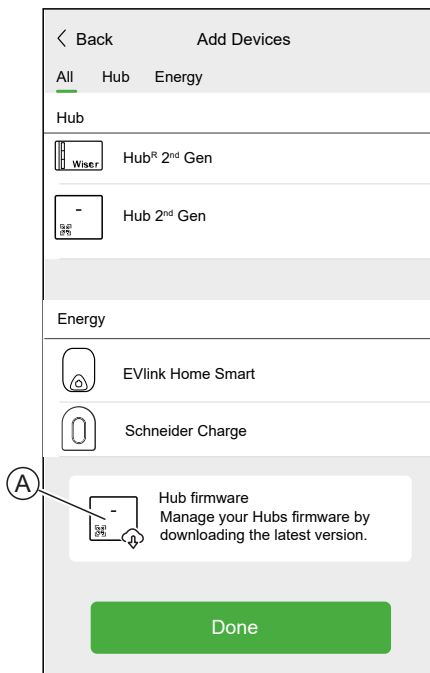 < Back Add Devices
All Hub Energy
Hub
Wiser
Hubᴿ 2ⁿᵈ Gen
Hub 2ⁿᵈ Gen
Energy
EVlink Home Smart
Schneider Charge
A
Hub firmware
Manage your Hubs firmware by
downloading the latest version.
Done